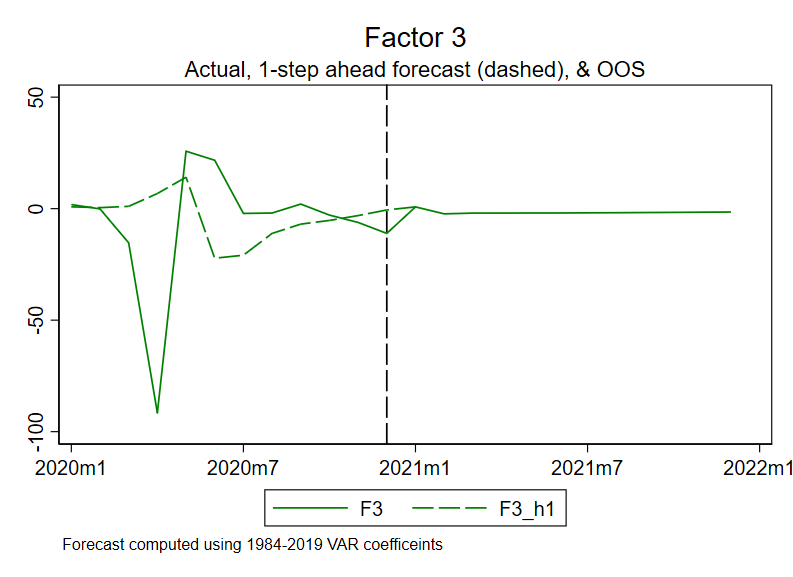 Factor 3
Actual, 1-step ahead forecast (dashed), & OOS
50
0
-50
-100
2020m1 2020m7 2021m1 2021m7 2022m1
F3 F3_h1
Forecast computed using 1984-2019 VAR coefficeints